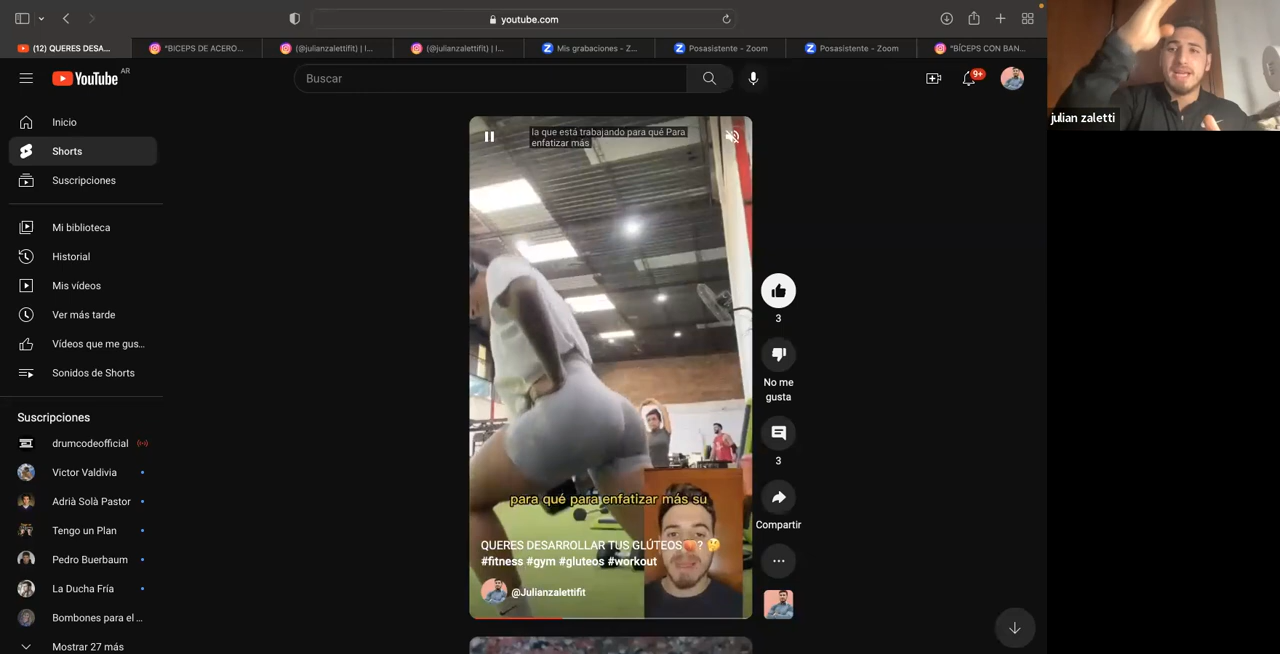 youtube.com
(12) QUERES DESA...
"BICEPS DE ACERO...
(@julianzalettifit) | I...
(@julianzalettifit) | I...
Mis grabaciones - Z...
Posasistente - Zoom
Posasistente - Zoom
"BÍCEPS CON BAN...
YouTube AR
Buscar
9+
julian zaletti
Inicio
Shorts
Suscripciones
Mi biblioteca
Historial
Mis vídeos
Ver más tarde
Vídeos que me gus...
Sonidos de Shorts
Suscripciones
drumcodeofficial
Victor Valdivia
Adrià Solà Pastor
Tengo un Plan
Pedro Buerbaum
La Ducha Fría
Bombones para el ...
Mostrar 27 más
la que está trabajando para qué Para
enfatizar más
para qué para enfatizar más su
QUERES DESARROLLAR TUS GLÚTEOS🍑? 🤔
#fitness #gym #gluteos #workout
@Julianzalettifit
3
No me
gusta
3
Compartir